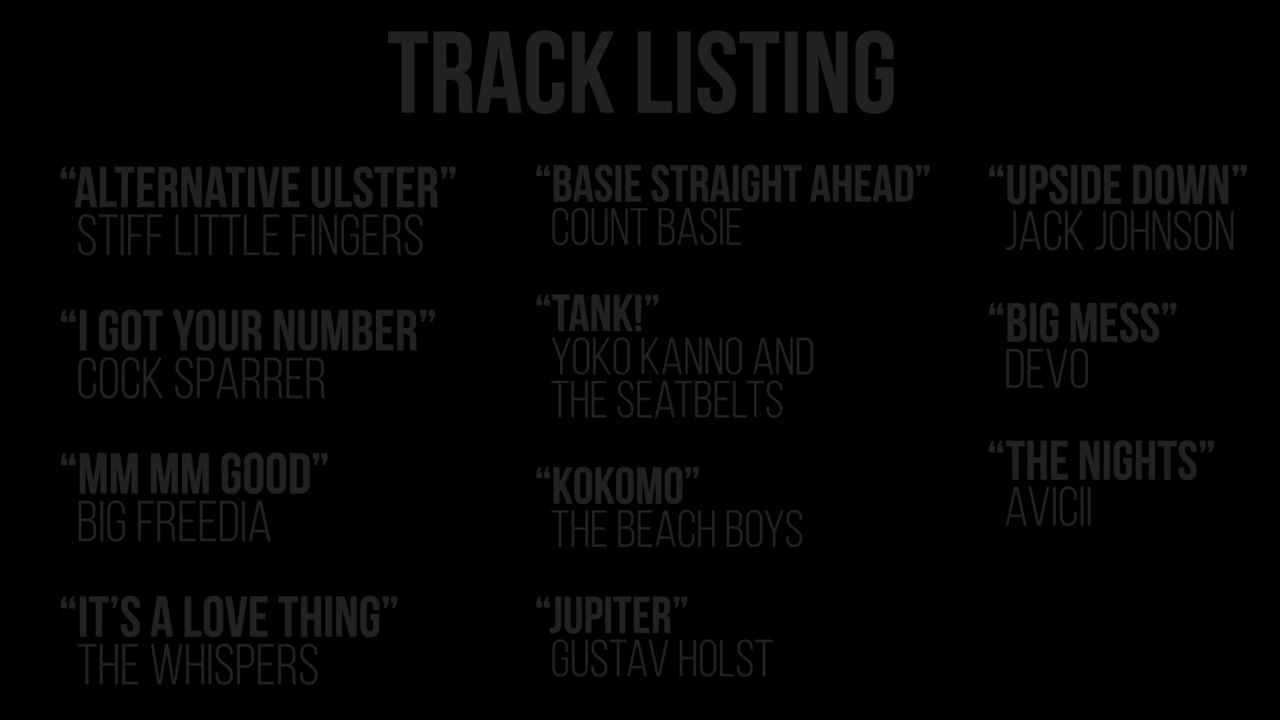 TRACK LISTING
“ALTERNATIVE ULSTER”
STIFF LITTLE FINGERS
“I GOT YOUR NUMBER”
COCK SPARRER
“MM MM GOOD”
BIG FREEDIA
“IT’S A LOVE THING”
THE WHISPERS
“BASIE STRAIGHT AHEAD”
COUNT BASIE
“TANK!”
YOKO KANNO AND
THE SEATBELTS
“KOKOMO”
THE BEACH BOYS
“JUPITER”
GUSTAV HOLST
“UPSIDE DOWN”
JACK JOHNSON
“BIG MESS”
DEVO
“THE NIGHTS”
AVICII